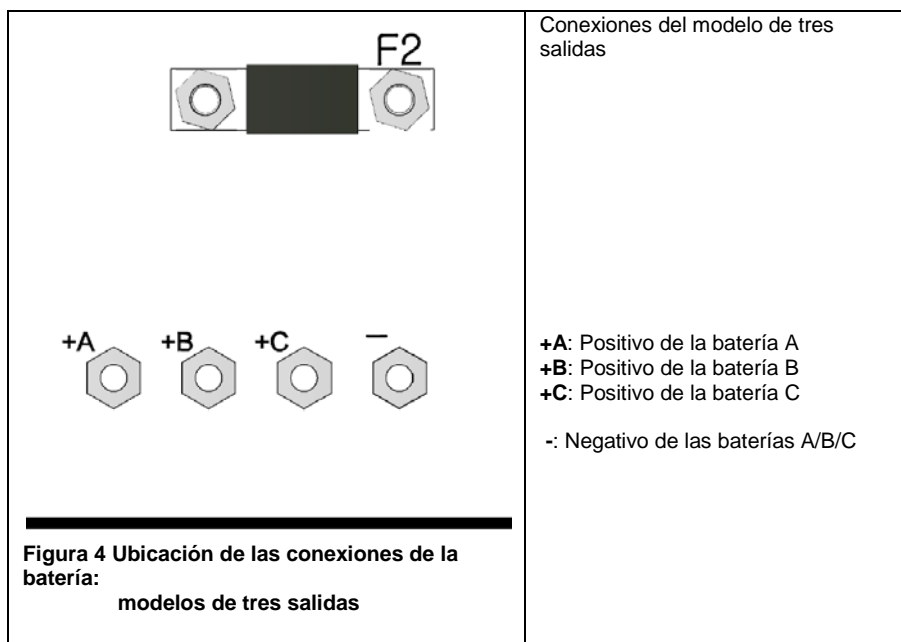 F2
+A
+B
+C
–
Figura 4 Ubicación de las conexiones de la
batería:
modelos de tres salidas
Conexiones del modelo de tres
salidas
+A: Positivo de la batería A
+B: Positivo de la batería B
+C: Positivo de la batería C
-: Negativo de las baterías A/B/C